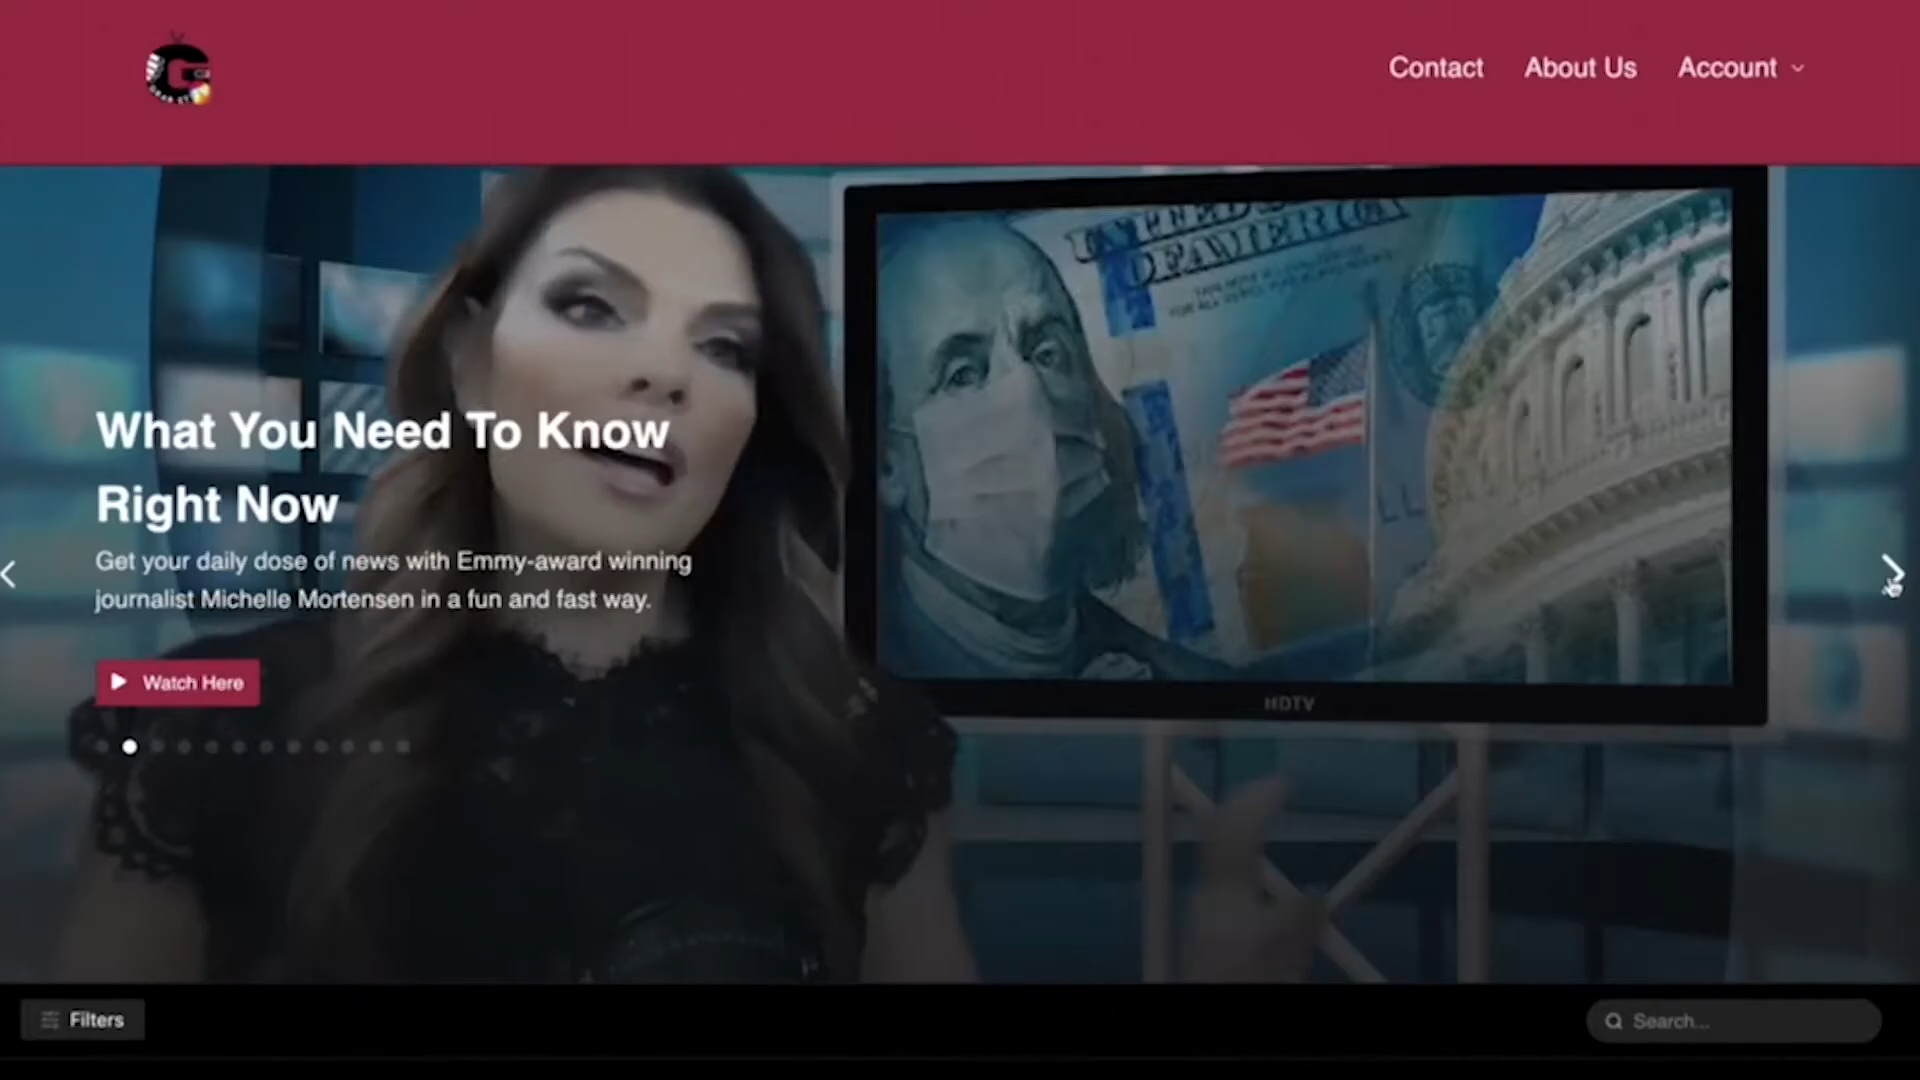 Contact About Us Account
What You Need To Know
Right Now
Get your daily dose of news with Emmy-award winning
journalist Michelle Mortensen in a fun and fast way.
Watch Here
HDTV
Filters
Search...